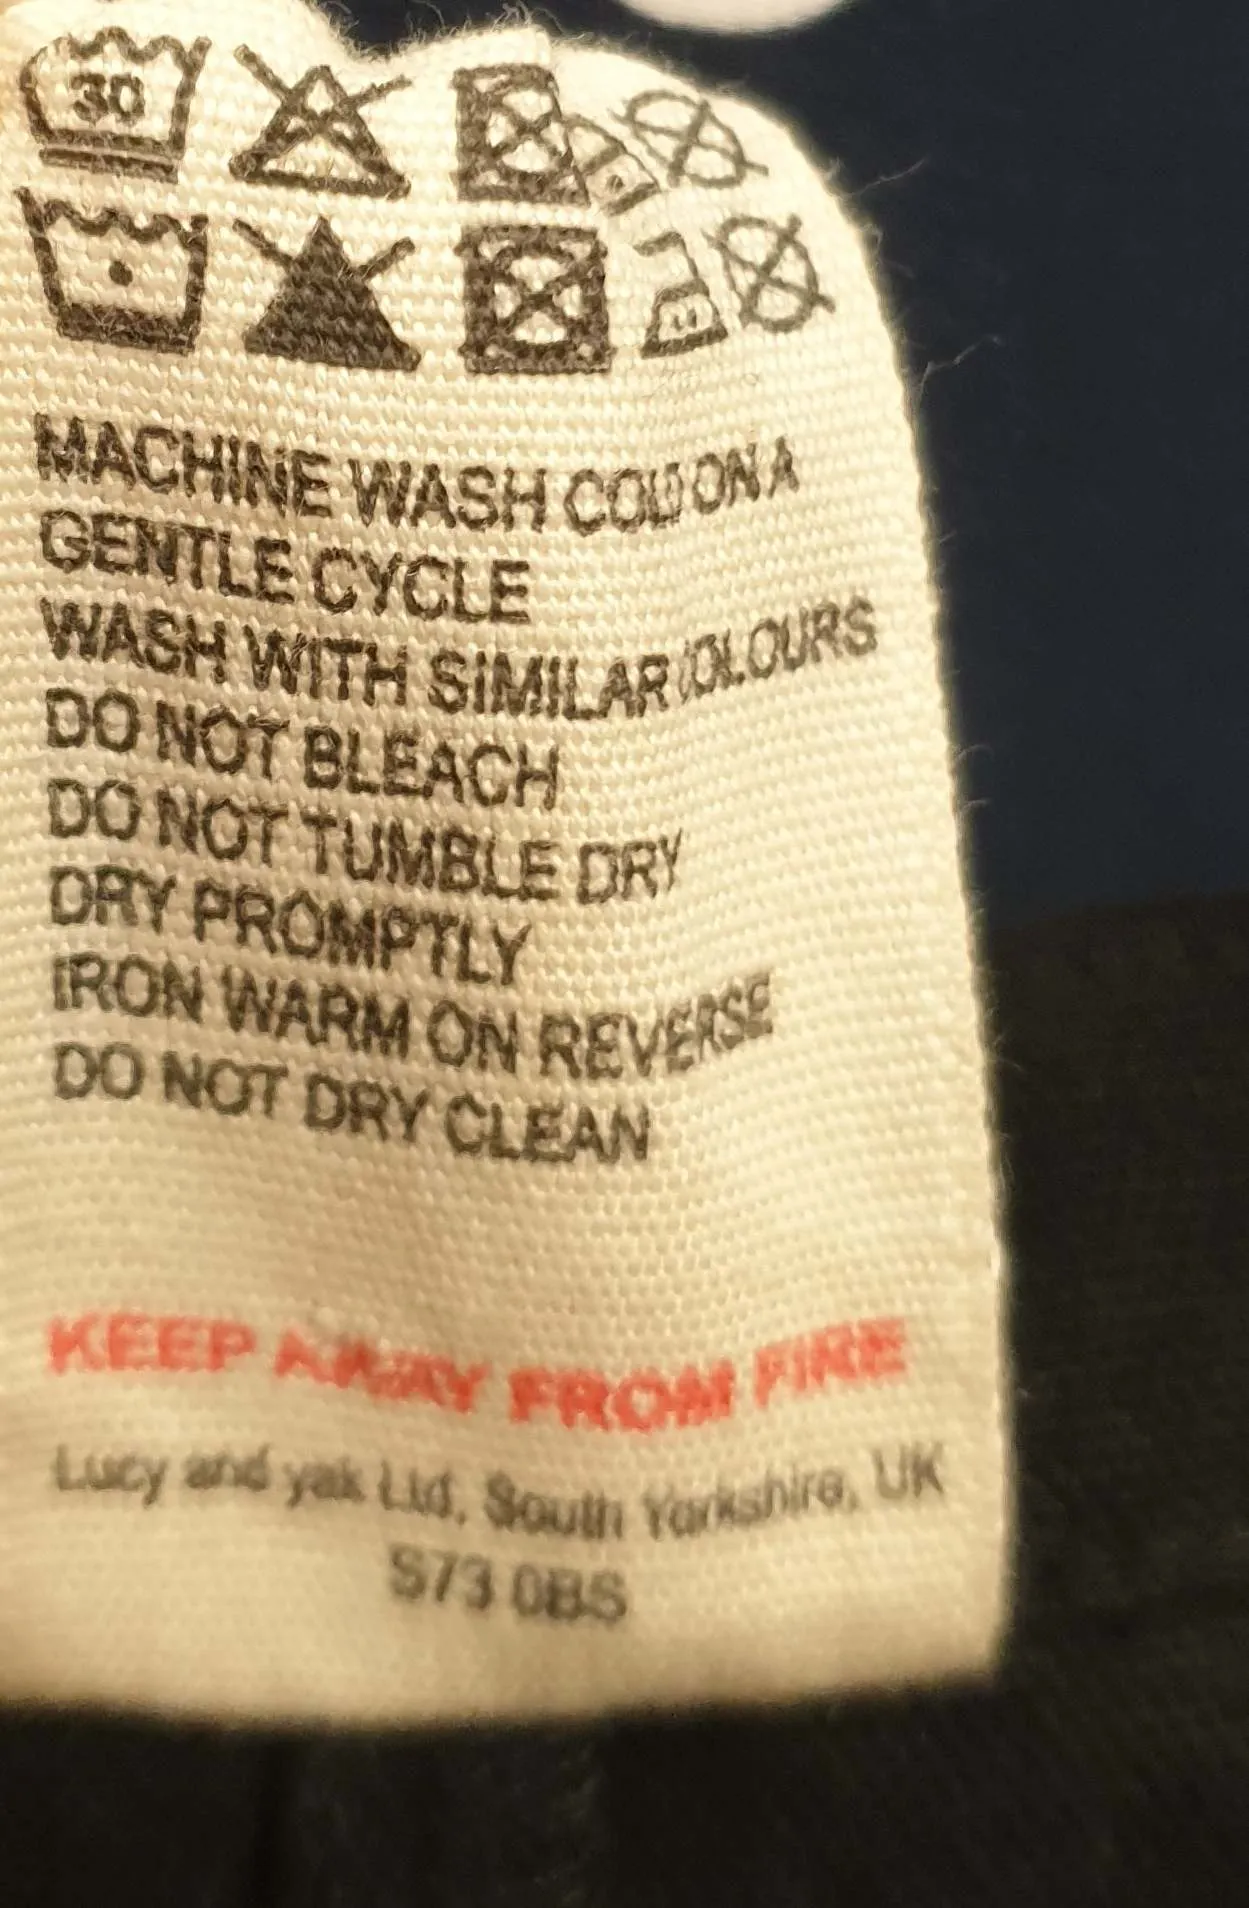 30
MACHINE WASH COLD ON A
GENTLE CYCLE
WASH WITH SIMILAR COLOURS
DO NOT BLEACH
DO NOT TUMBLE DRY
DRY PROMPTLY
IRON WARM ON REVERSE
DO NOT DRY CLEAN
KEEP AWAY FROM FIRE
Lucy and yak Ltd, South Yorkshire, UK
S73 0BS